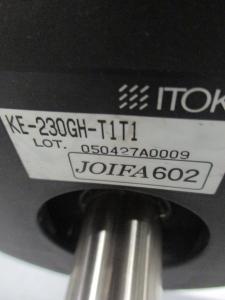 ITOK
KE-230GH-T1T1
LOT. 050427A0009
JOIFA602